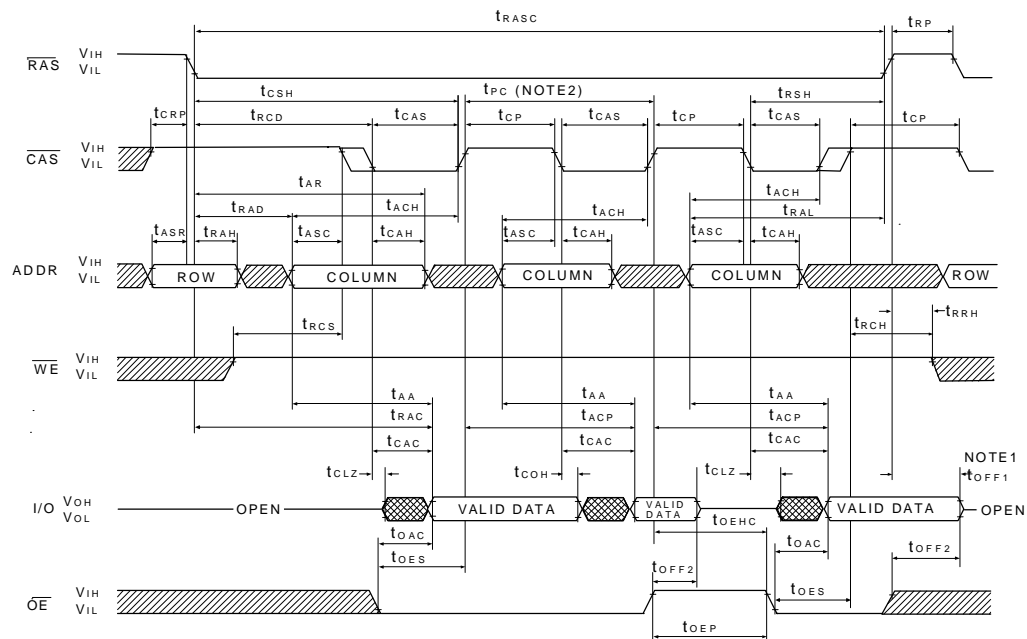 tRASC
tRP
RAS VIH
VIL
tCSH
tPC (NOTE2)
tRSH
tCRP
tRCD
tCAS
tCP
tCAS
tCP
tCAS
tCP
CAS VIH
VIL
tAR
tRAD
tACH
tACH
tACH
tRAL
tASR
tRAH
tASC
tCAH
tASC
tCAH
tASC
tCAH
ADDR VIH
VIL
ROW
COLUMN
COLUMN
COLUMN
ROW
tRCS
tRCH
tRRH
WE VIH
VIL
tAA
tAA
tAA
tRAC
tACP
tACP
tCAC
tCAC
tCAC
tCLZ
tCOH
tCLZ
NOTE1
tOFF1
I/O VOH
VOL
OPEN
VALID DATA
VALID
DATA
VALID DATA
OPEN
tOAC
tOEHC
tOAC
tOES
tOFF2
tOES
tOFF2
OE VIH
VIL
tOEP